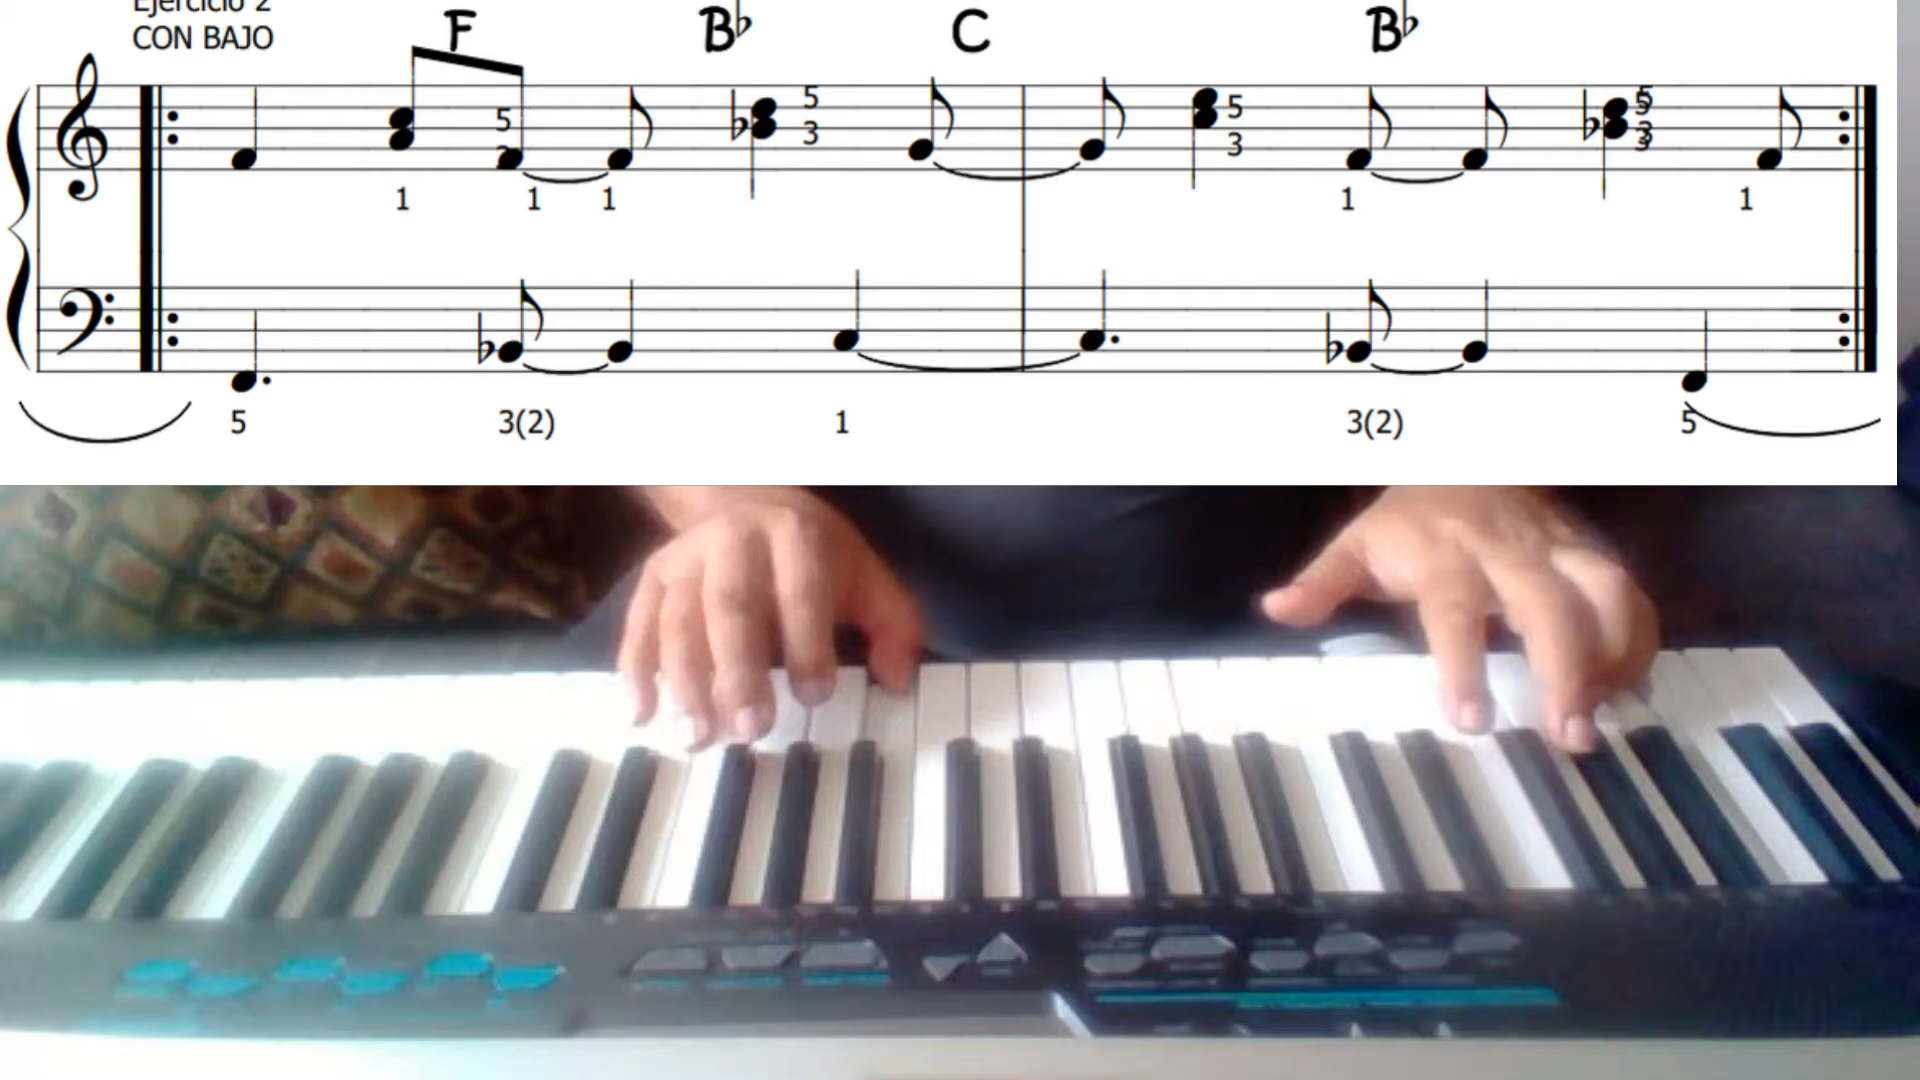 Ejercicio 2
CON BAJO
F B♭ C B♭
5 5 5 5
3 3 3
1 1 1 1 1
5 3(2) 1 3(2) 5